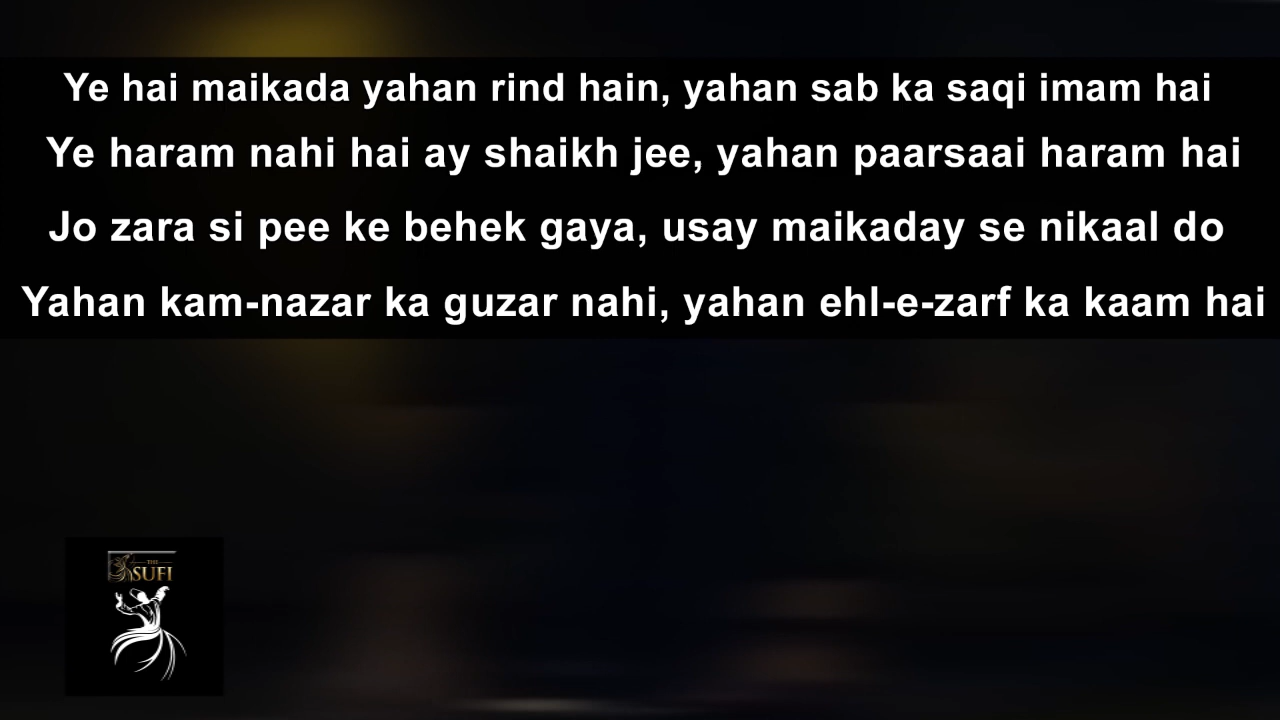 Ye hai maikada yahan rind hain, yahan sab ka saqi imam hai
Ye haram nahi hai ay shaikh jee, yahan paarsaai haram hai
Jo zara si pee ke behek gaya, usay maikaday se nikaal do
Yahan kam-nazar ka guzar nahi, yahan ehl-e-zarf ka kaam hai
THE
SUFI